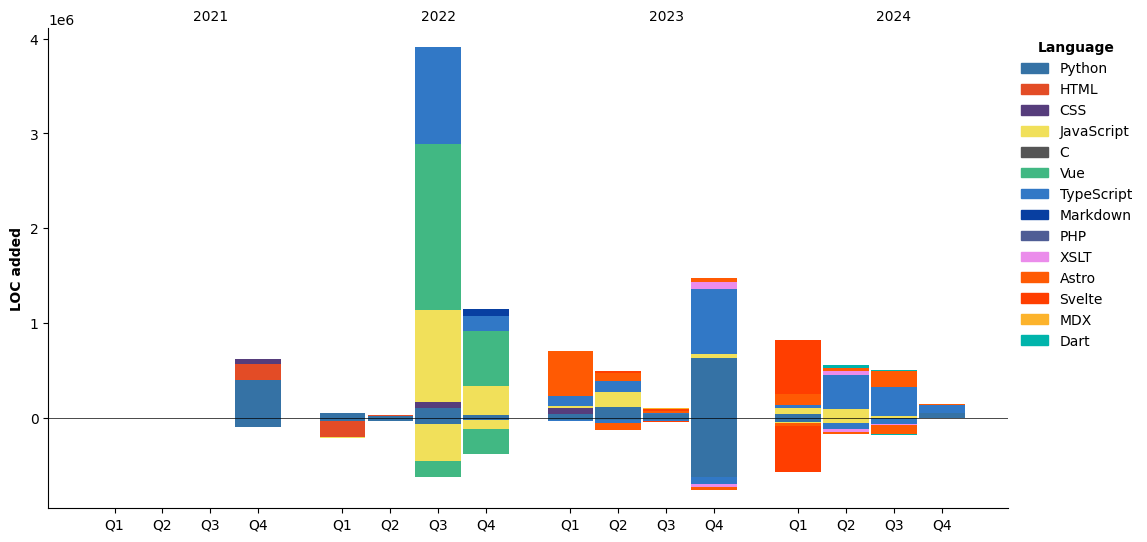 2021 2022 2023 2024
1e6
4
3
2
1
0
LOC added
Q1 Q2 Q3 Q4 Q1 Q2 Q3 Q4 Q1 Q2 Q3 Q4 Q1 Q2 Q3 Q4
Language
Python
HTML
CSS
JavaScript
C
Vue
TypeScript
Markdown
PHP
XSLT
Astro
Svelte
MDX
Dart